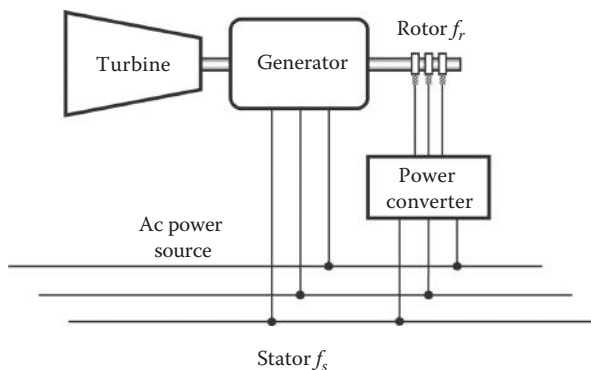 Rotor f_r
Turbine
Generator
Power
converter
Ac power
source
Stator f_s